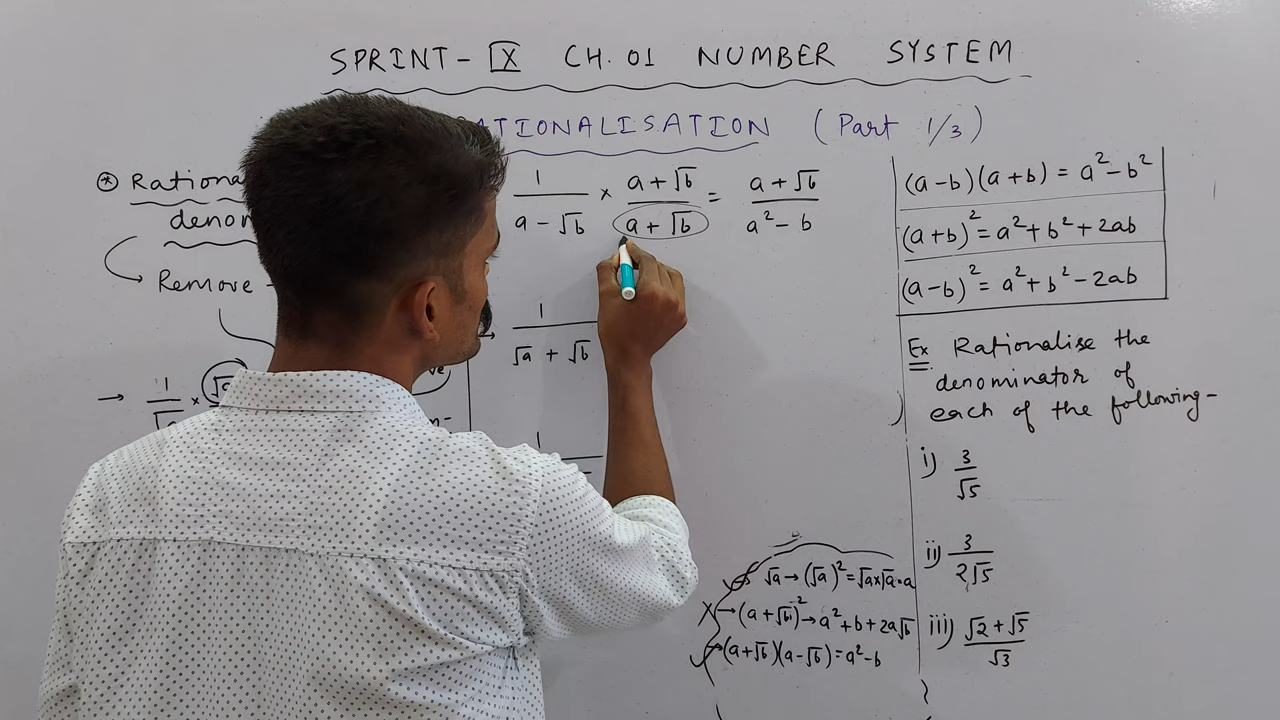 SPRINT-IX CH.01 NUMBER SYSTEM
RATIONALISATION (Part 1/3)
denom
Remove
→ 1/√a ×
1/(a - √b) × (a + √b)/(a + √b) = (a + √b)/(a² - b)
→ 1/(√a + √b)
1
(a-b)(a+b) = a²-b²
(a+b)² = a²+b²+2ab
(a-b)² = a²+b²-2ab
Ex Rationalise the
denominator of
each of the following-
i) 3/√5
ii) 3/2√5
iii) (√2+√5)/√3
√a → (√a)² = √a×√a = a
X → (a+√b)² → a²+b+2a√b
✓ → (a+√b)(a-√b) = a²-b